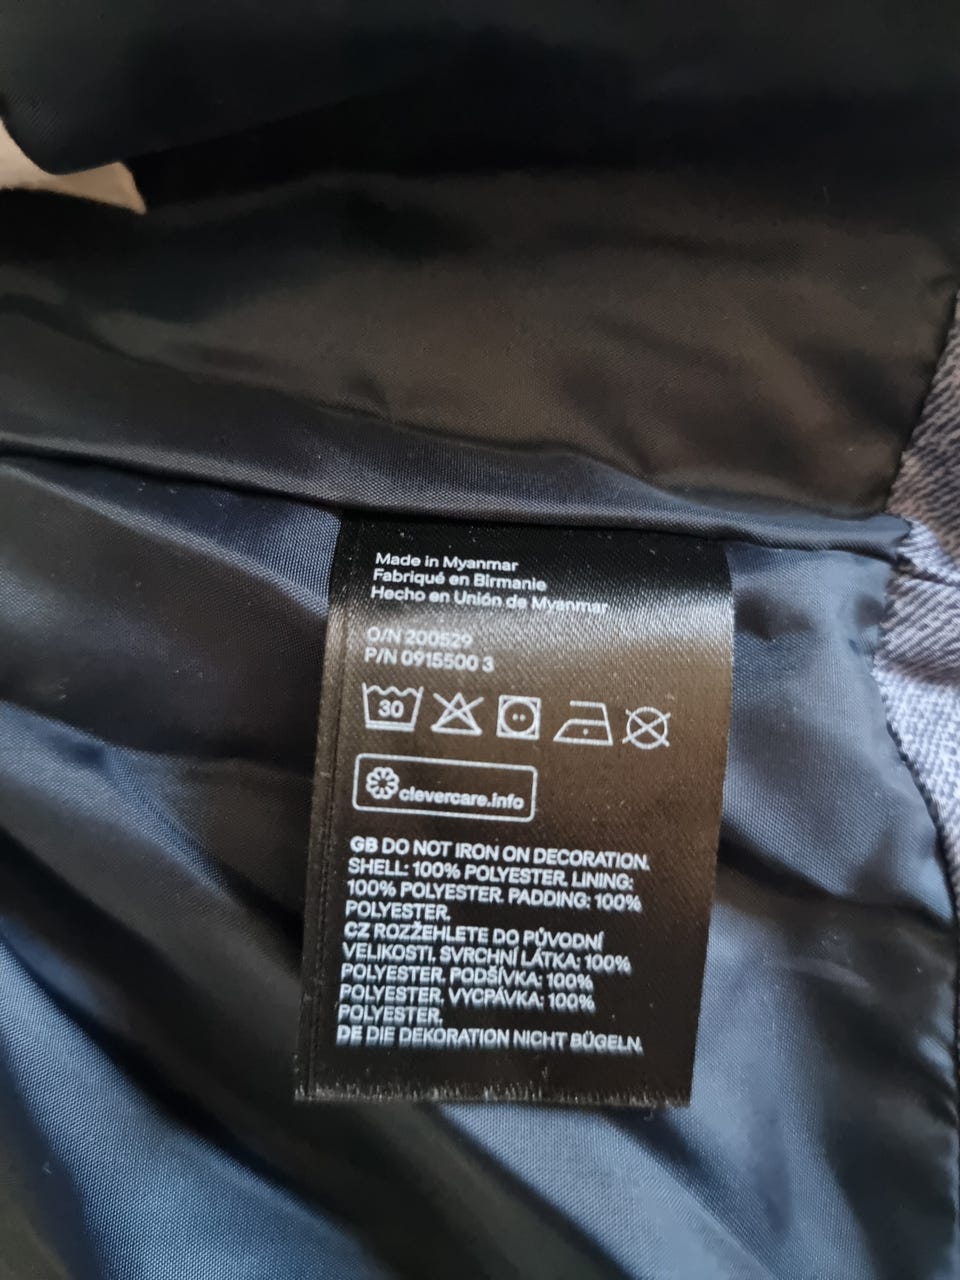 Made in Myanmar
Fabriqué en Birmanie
Hecho en Unión de Myanmar
O/N 200529
P/N 0915500 3
30
clevercare.info
GB DO NOT IRON ON DECORATION.
SHELL: 100% POLYESTER. LINING:
100% POLYESTER. PADDING: 100%
POLYESTER.
CZ ROZŽEHLETE DO PŮVODNÍ
VELIKOSTI. SVRCHNÍ LÁTKA: 100%
POLYESTER. PODŠÍVKA: 100%
POLYESTER. VYCPÁVKA: 100%
POLYESTER.
DE DIE DEKORATION NICHT BÜGELN.